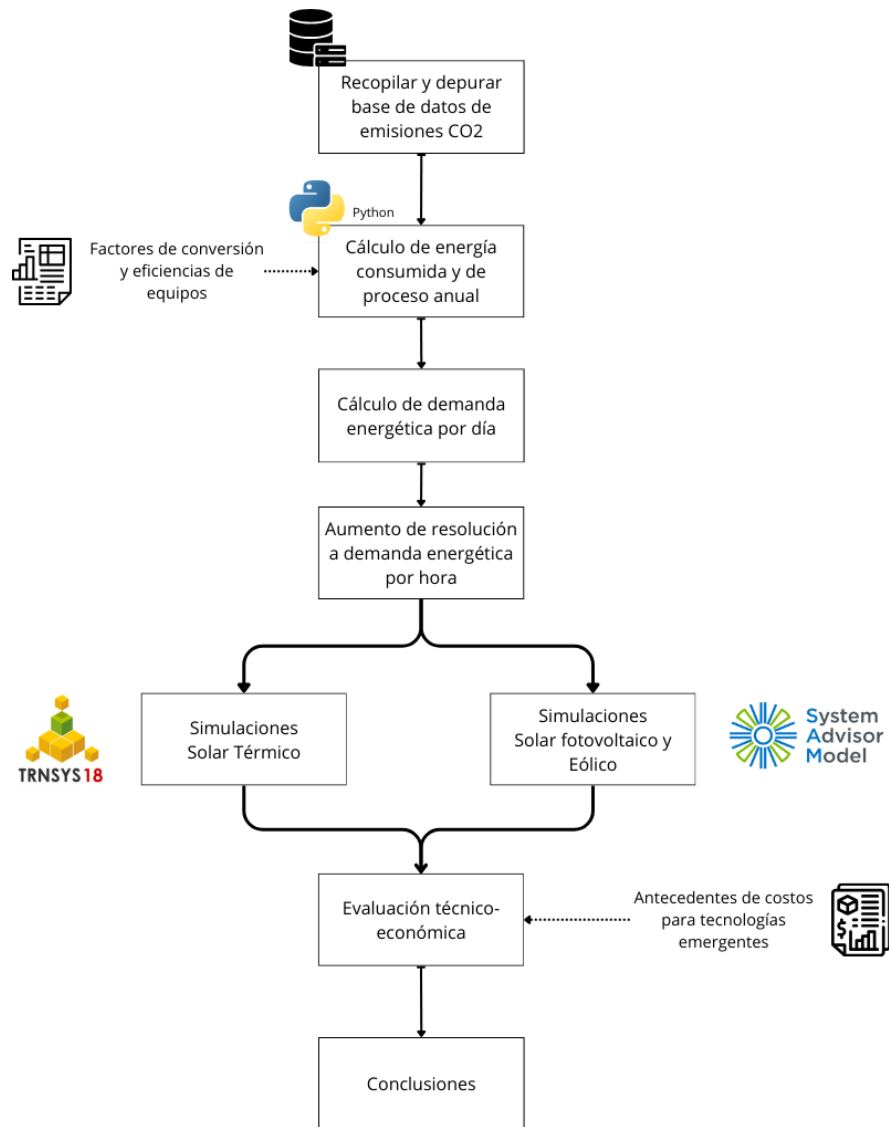 Recopilar y depurar
base de datos de
emisiones CO2
Python
Factores de conversión
y eficiencias de
equipos
Cálculo de energía
consumida y de
proceso anual
Cálculo de demanda
energética por día
Aumento de resolución
a demanda energética
por hora
TRNSYS18
Simulaciones
Solar Térmico
Simulaciones
Solar fotovoltaico y
Eólico
System
Advisor
Model
Evaluación técnico-
económica
Antecedentes de costos
para tecnologías
emergentes
Conclusiones